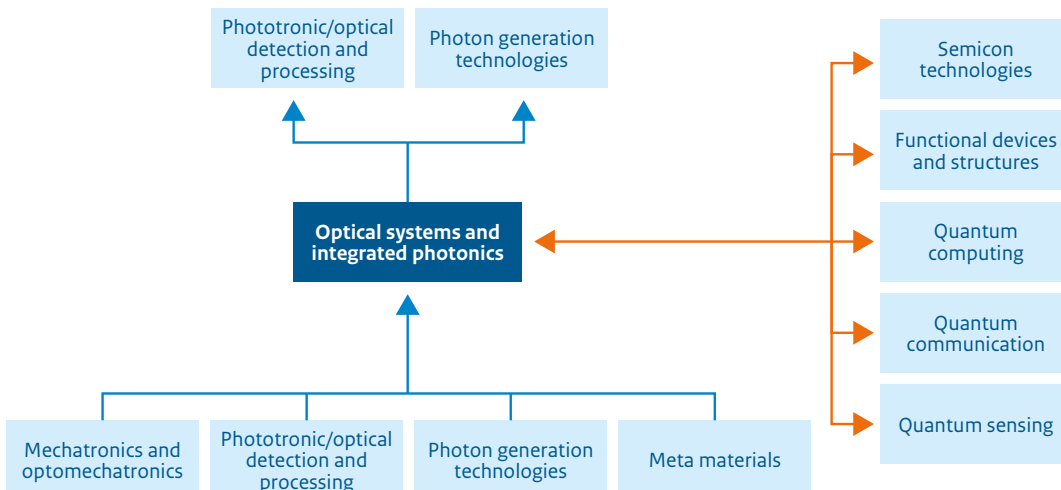 Phototronic/optical
detection and
processing
Photon generation
technologies
Semicon
technologies
Functional devices
and structures
Optical systems and
integrated photonics
Quantum
computing
Quantum
communication
Quantum sensing
Mechatronics and
optomechatronics
Phototronic/optical
detection and
processing
Photon generation
technologies
Meta materials